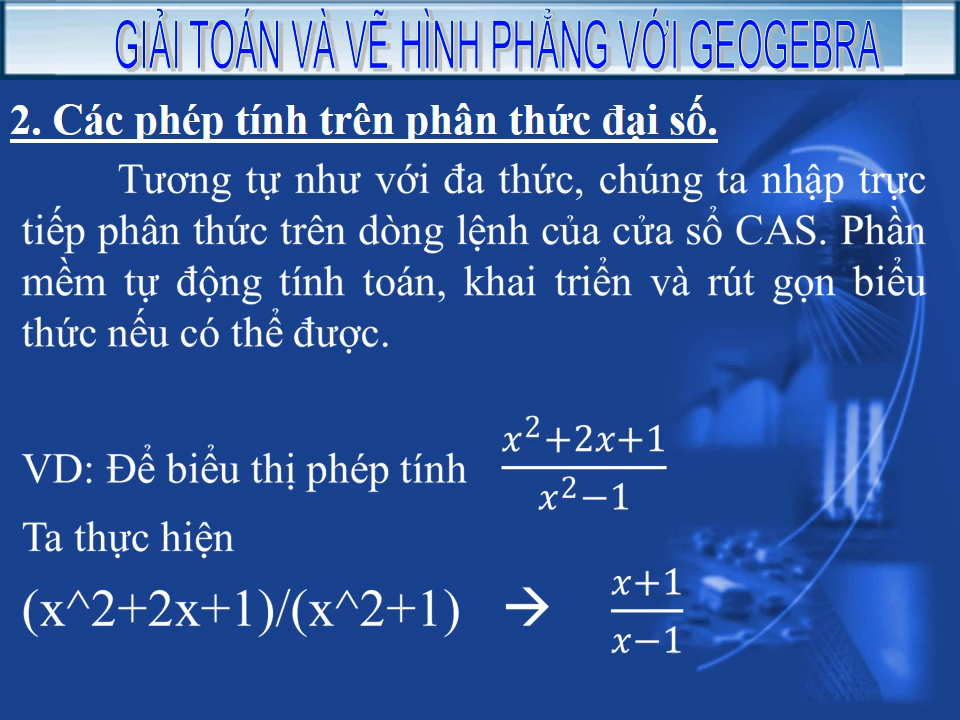 GIẢI TOÁN VÀ VẼ HÌNH PHẲNG VỚI GEOGEBRA
2. Các phép tính trên phân thức đại số.
Tương tự như với đa thức, chúng ta nhập trực
tiếp phân thức trên dòng lệnh của cửa sổ CAS. Phần
mềm tự động tính toán, khai triển và rút gọn biểu
thức nếu có thể được.
VD: Để biểu thị phép tính (x²+2x+1)/(x²−1)
Ta thực hiện
(x^2+2x+1)/(x^2+1) → (x+1)/(x−1)